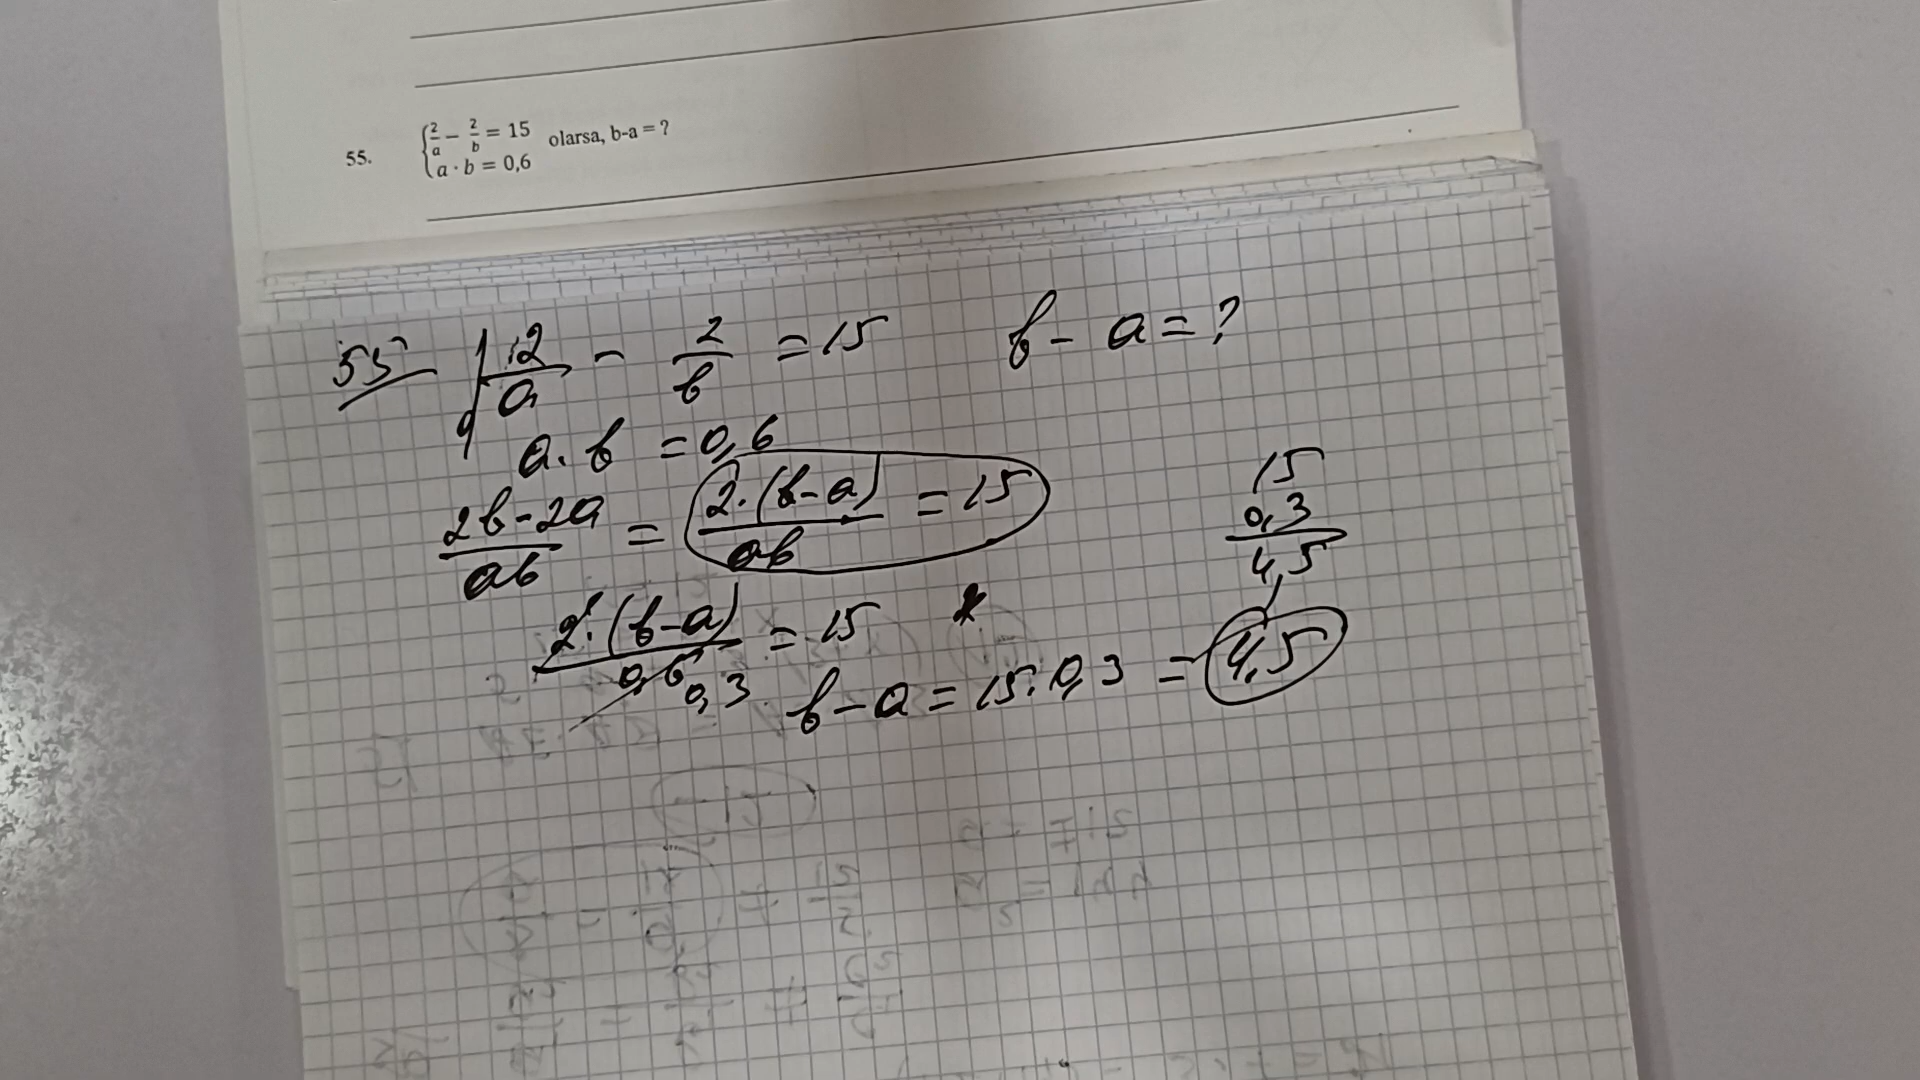 55. { 2/a − 2/b = 15
a · b = 0,6 olarsa, b-a = ?
55 { 2/a − 2/b = 15 b − a = ?
a · b = 0,6
(2b − 2a)/ab = 2·(b−a)/ab = 15
2·(b−a)/0,6 = 15
0,3
b − a = 15 · 0,3 = 4,5
15
0,3
4,5